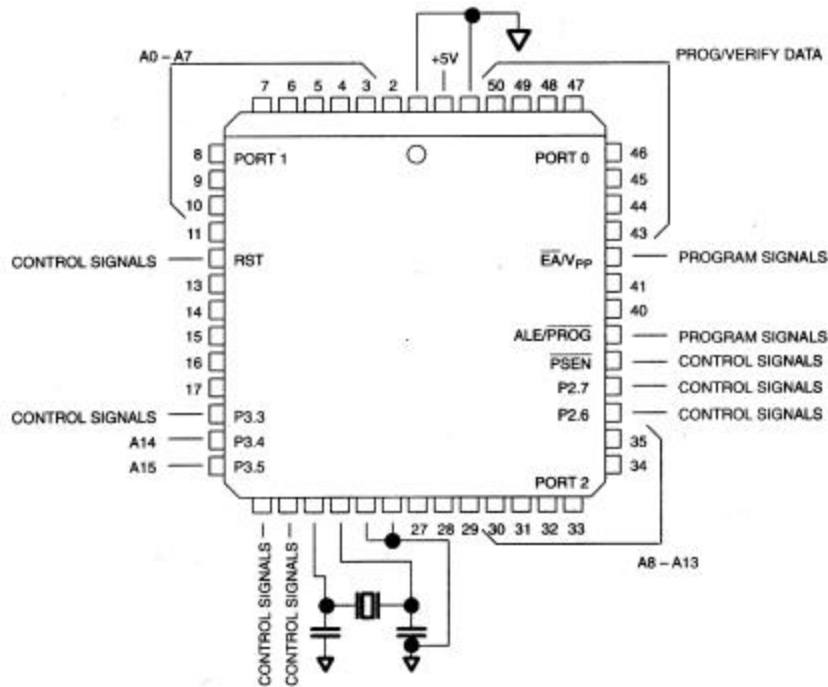 +5V
A0 – A7
PROG/VERIFY DATA
7 6 5 4 3 2 50 49 48 47
8 PORT 1 PORT 0 46
9 45
10 44
11 43
CONTROL SIGNALS RST EA/VPP PROGRAM SIGNALS
13 41
14 40
15 ALE/PROG PROGRAM SIGNALS
16 PSEN CONTROL SIGNALS
17 P2.7 CONTROL SIGNALS
CONTROL SIGNALS P3.3 P2.6 CONTROL SIGNALS
A14 P3.4 35
A15 P3.5 34
PORT 2
27 28 29 30 31 32 33
A8 – A13
CONTROL SIGNALS
CONTROL SIGNALS